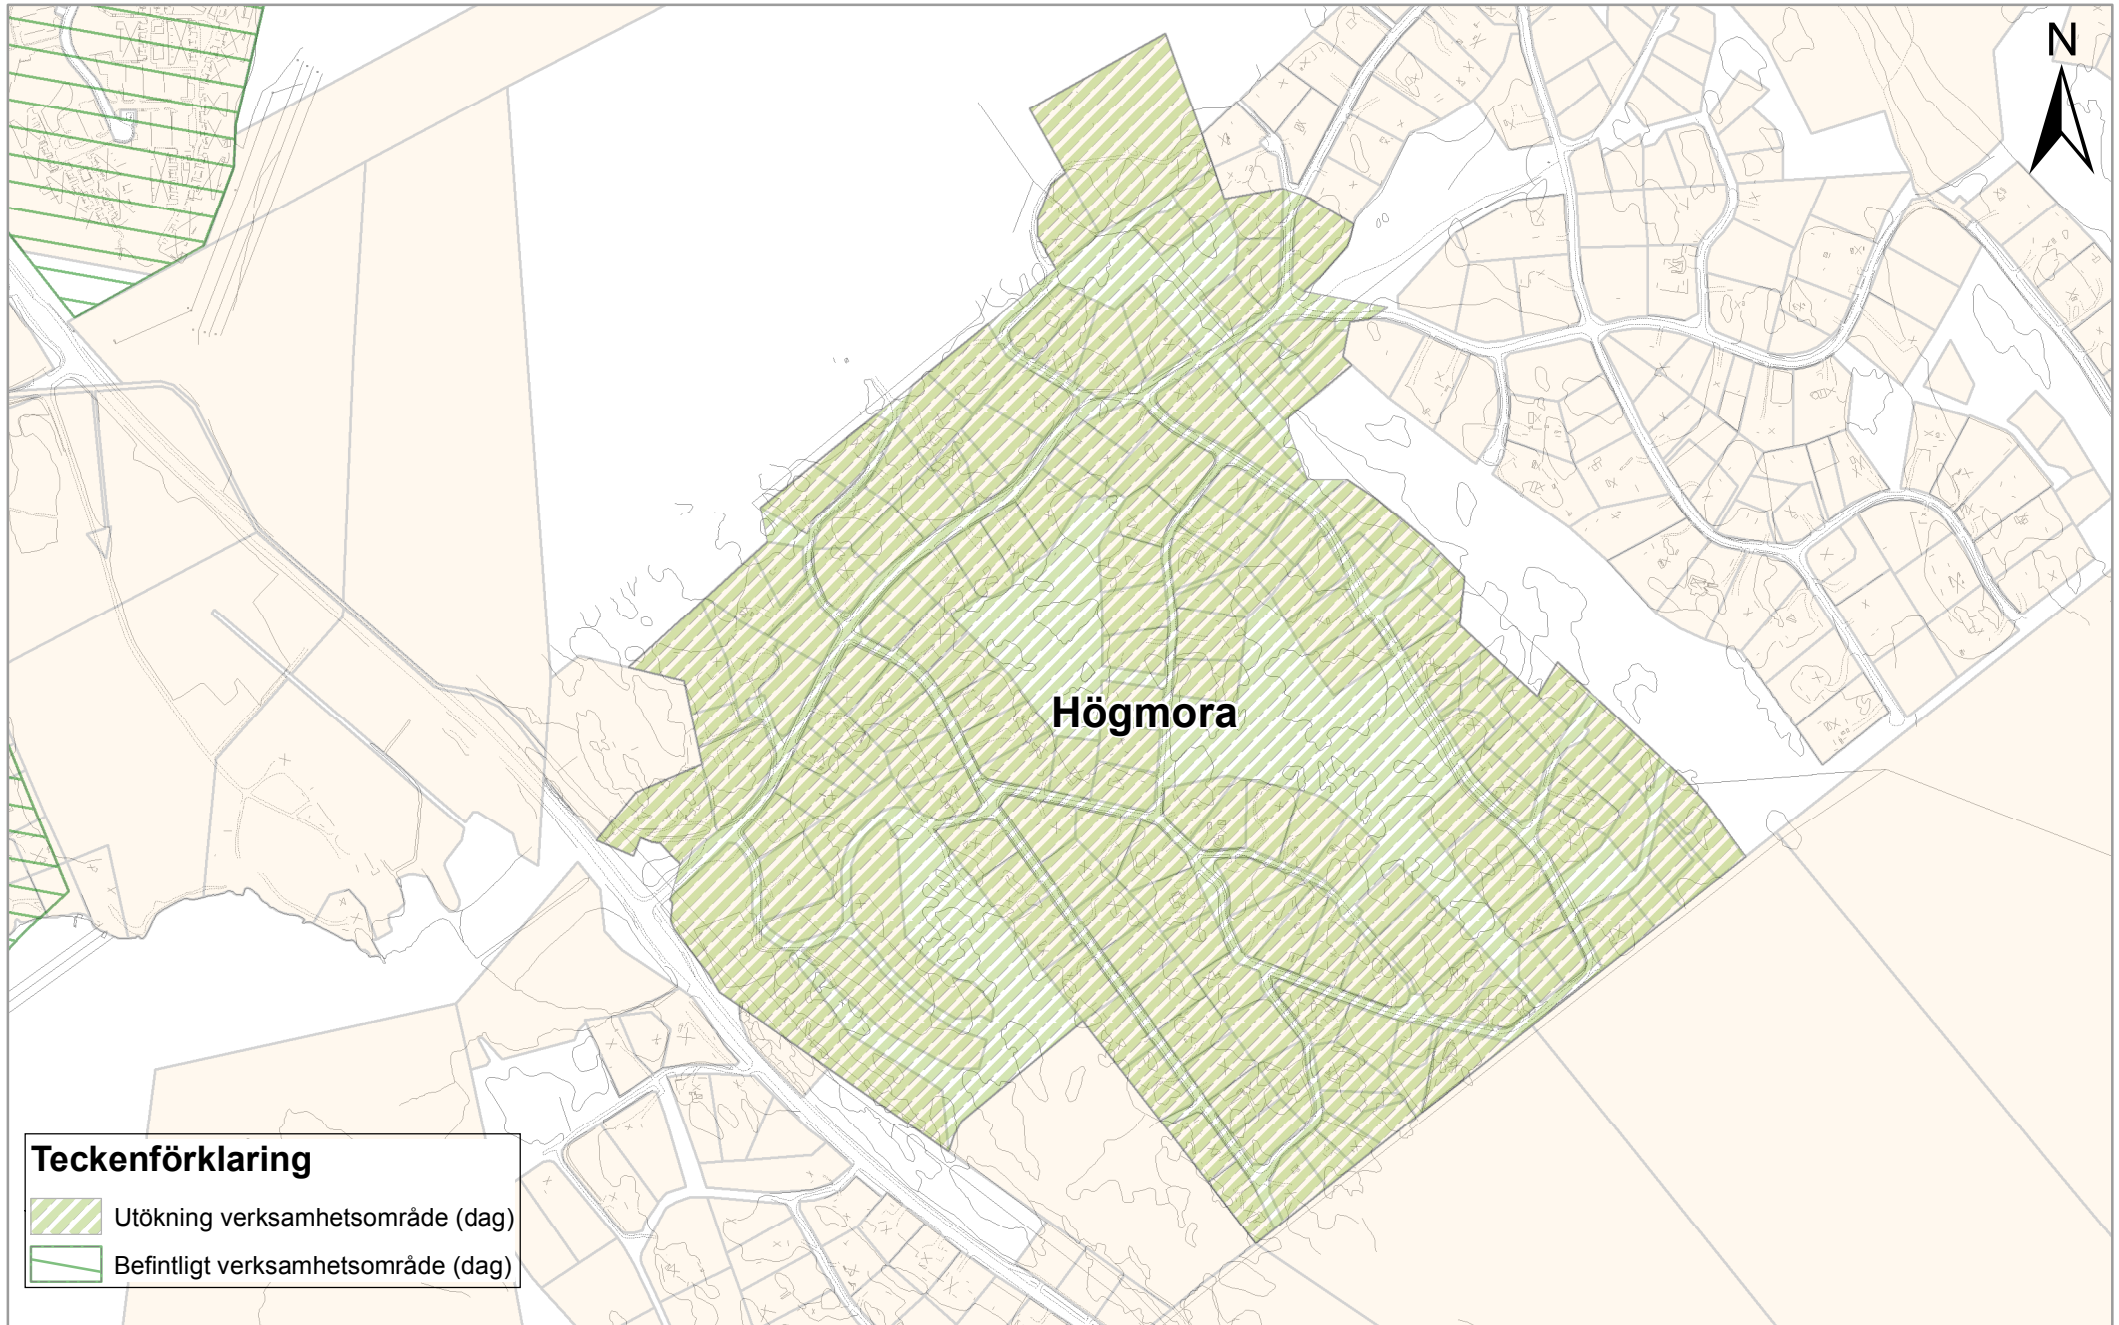 N
Högmora
Teckenförklaring
Utökning verksamhetsområde (dag)
Befintligt verksamhetsområde (dag)